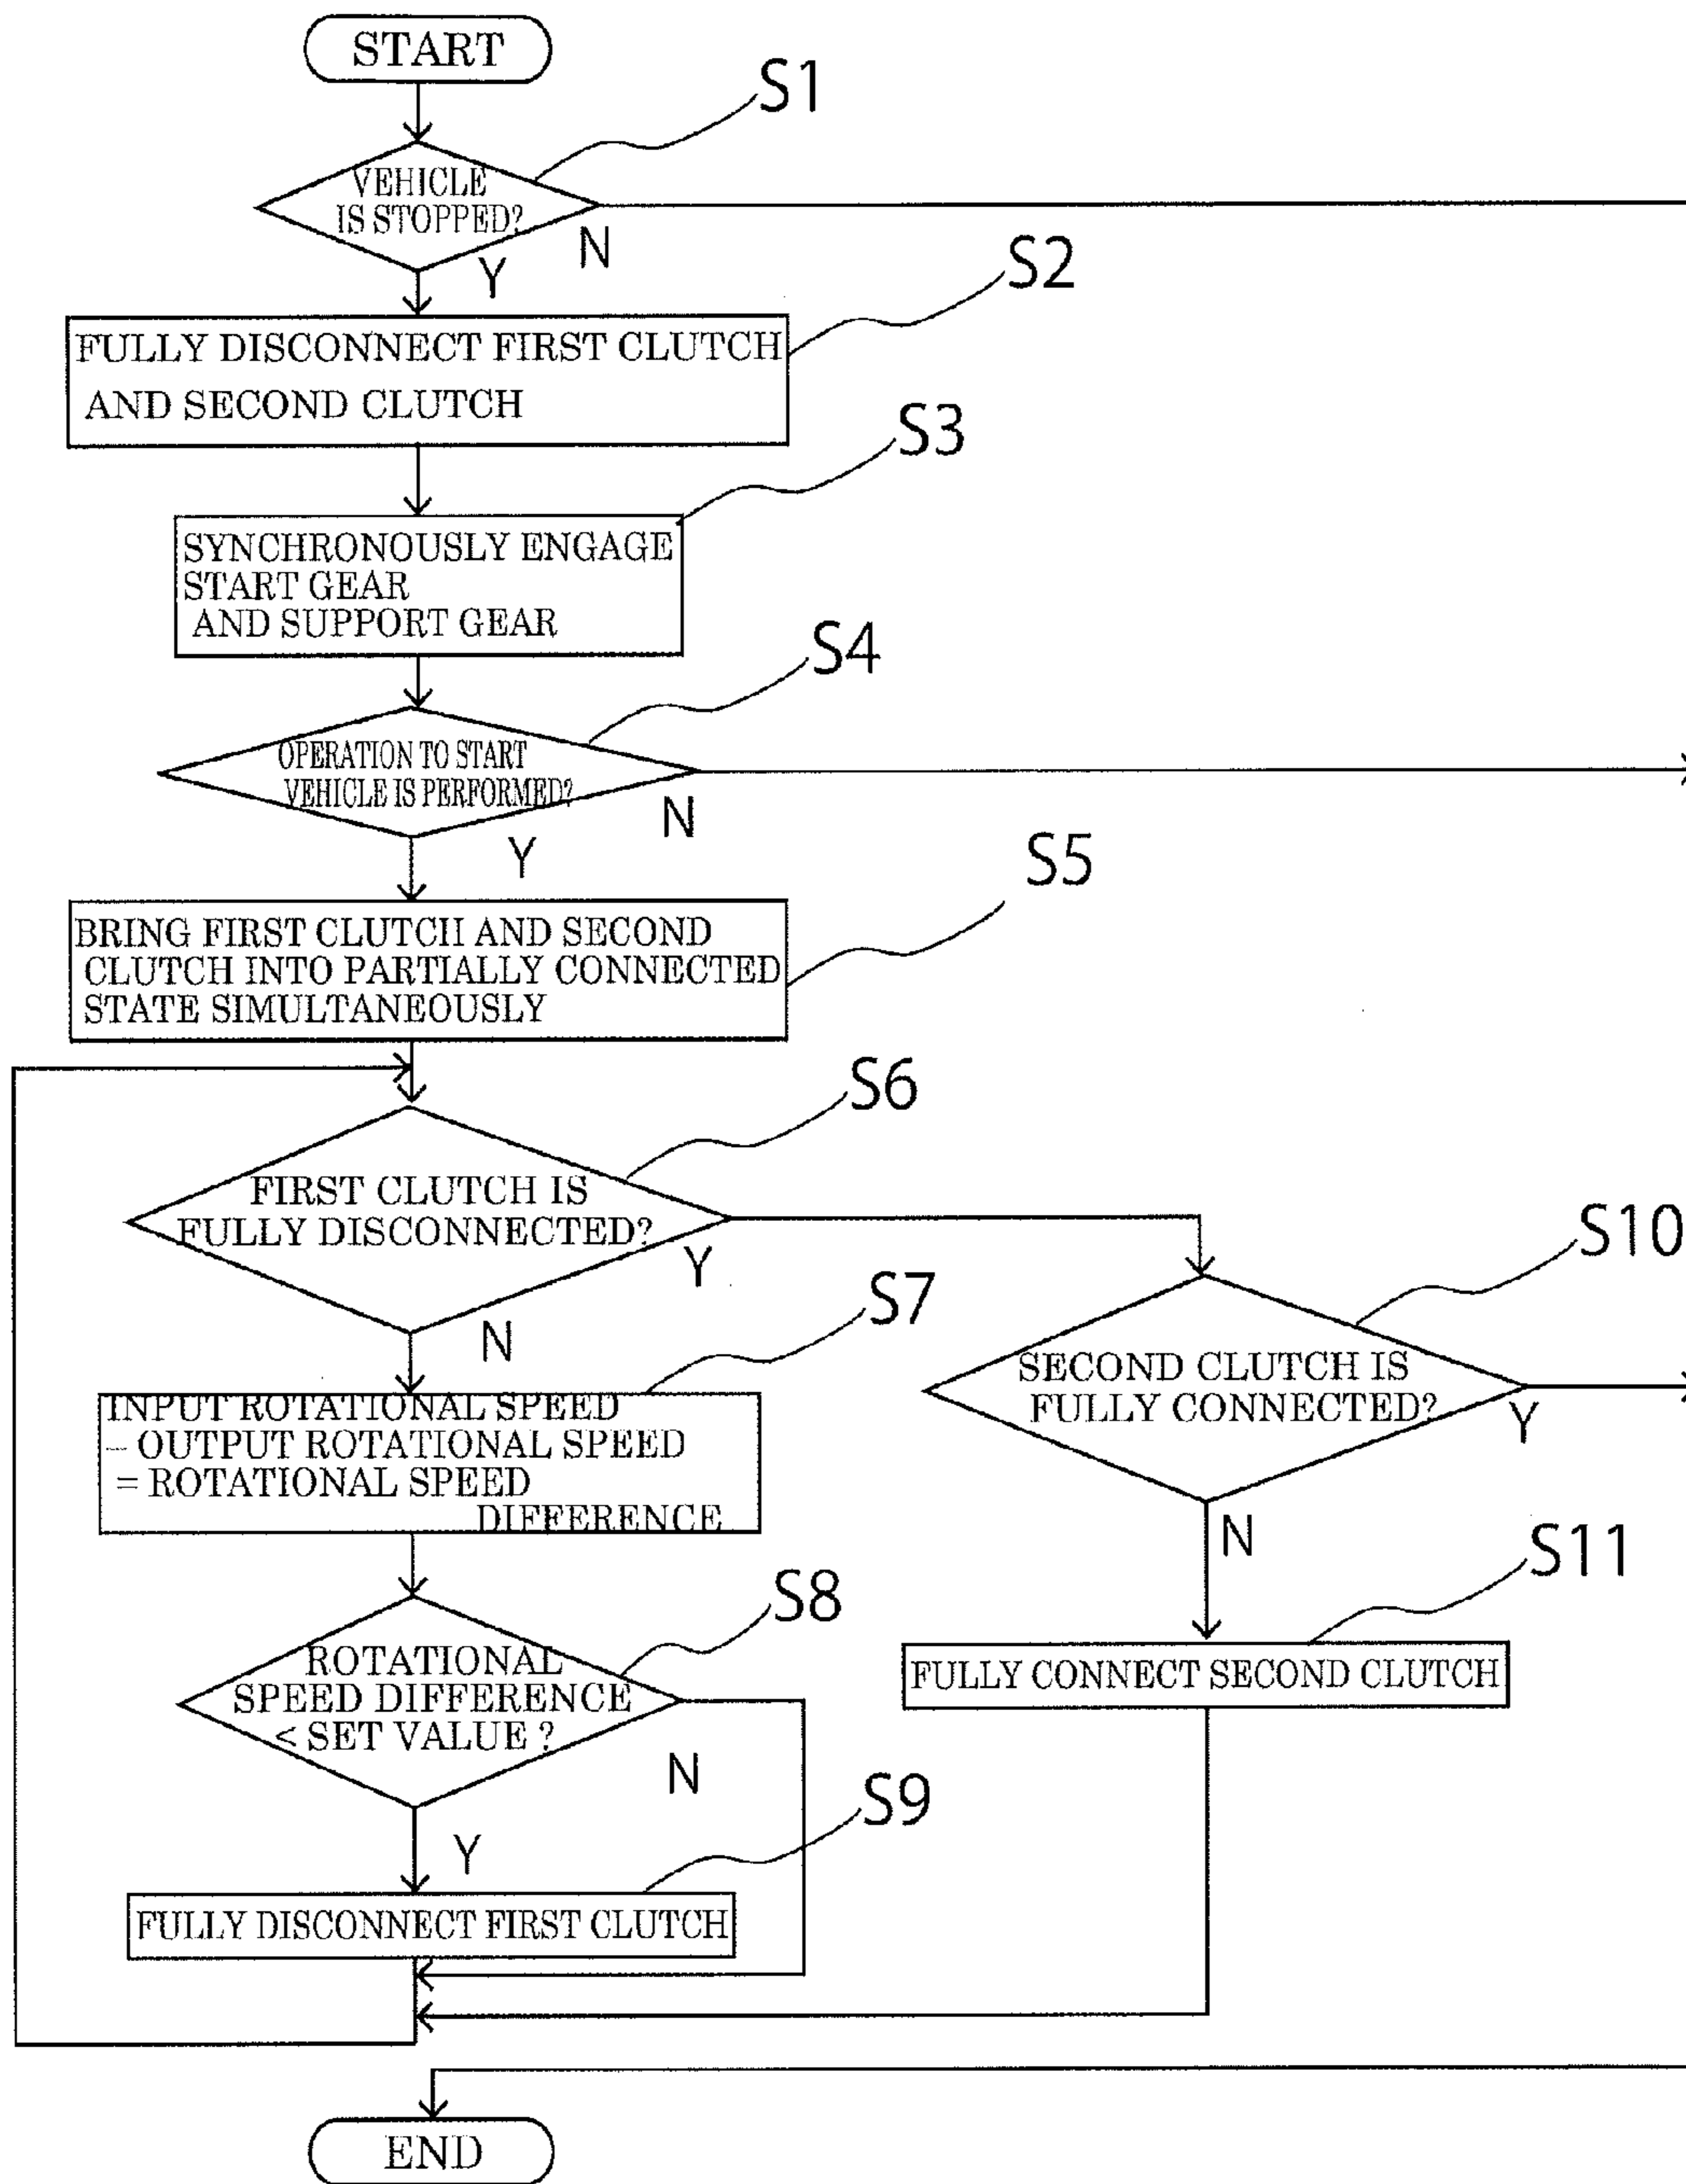 START
S1
VEHICLE
IS STOPPED?
N
Y
S2
FULLY DISCONNECT FIRST CLUTCH
AND SECOND CLUTCH
S3
SYNCHRONOUSLY ENGAGE
START GEAR
AND SUPPORT GEAR
S4
OPERATION TO START
VEHICLE IS PERFORMED?
N
Y
S5
BRING FIRST CLUTCH AND SECOND
CLUTCH INTO PARTIALLY CONNECTED
STATE SIMULTANEOUSLY
S6
FIRST CLUTCH IS
FULLY DISCONNECTED?
Y
N
S10
SECOND CLUTCH IS
FULLY CONNECTED?
Y
N
S7
INPUT ROTATIONAL SPEED
− OUTPUT ROTATIONAL SPEED
= ROTATIONAL SPEED
DIFFERENCE
S11
FULLY CONNECT SECOND CLUTCH
S8
ROTATIONAL
SPEED DIFFERENCE
< SET VALUE ?
N
Y
S9
FULLY DISCONNECT FIRST CLUTCH
END